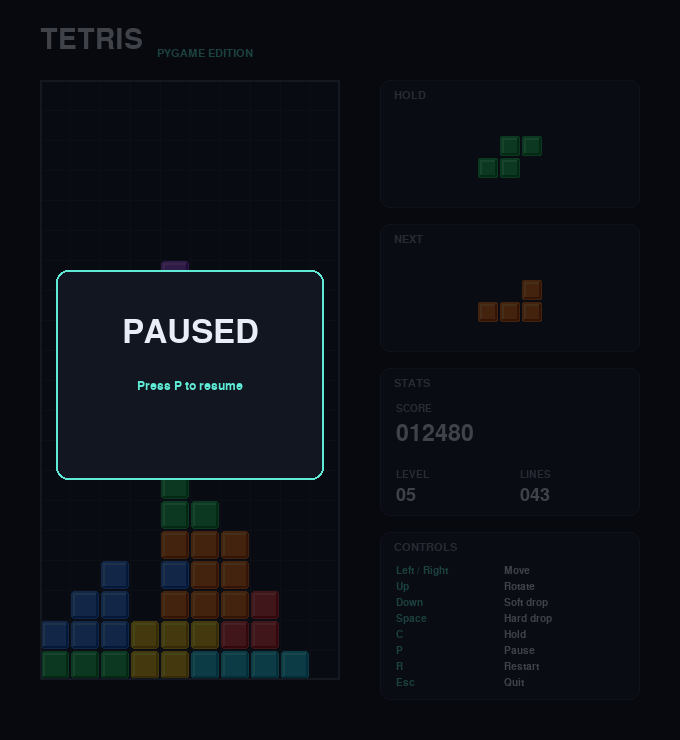 TETRIS
PYGAME EDITION
PAUSED
Press P to resume
HOLD
NEXT
STATS
SCORE
012480
LEVEL LINES
05 043
CONTROLS
Left / Right Move
Up Rotate
Down Soft drop
Space Hard drop
C Hold
P Pause
R Restart
Esc Quit